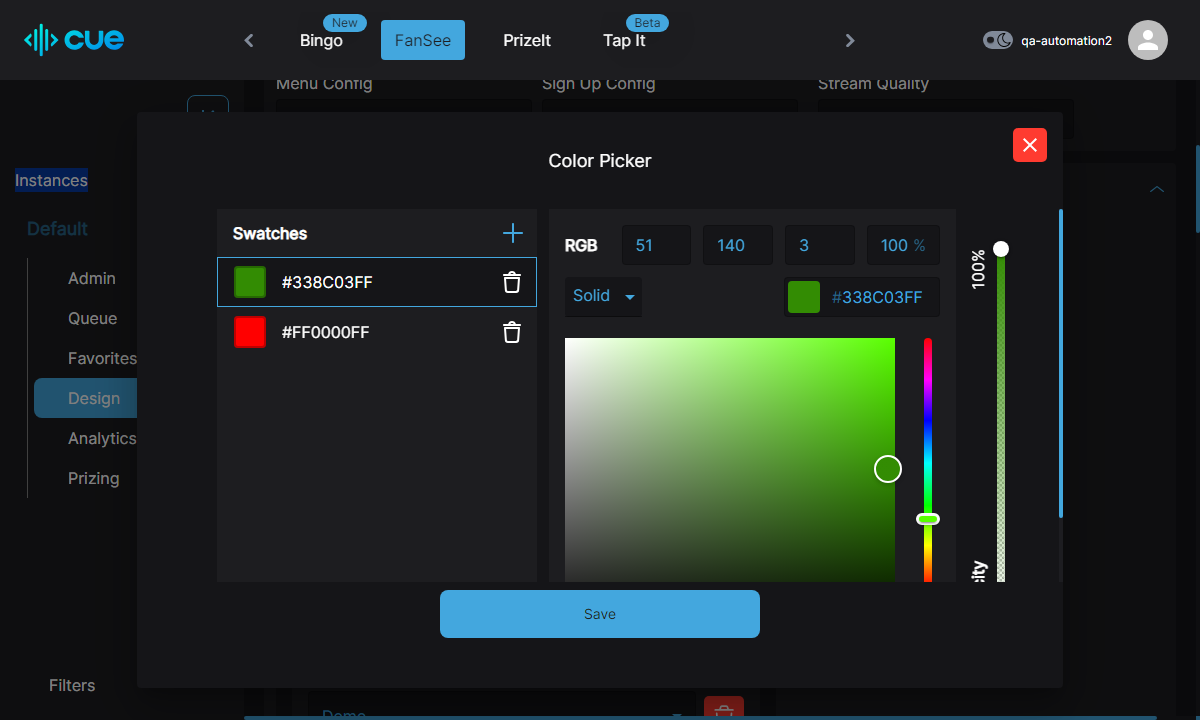 cue
Bingo
New
FanSee
PrizeIt
Tap It
Beta
qa-automation2
Menu Config
Sign Up Config
Stream Quality
Instances
Default
Admin
Queue
Favorites
Design
Analytics
Prizing
Filters
Color Picker
Swatches
#338C03FF
#FF0000FF
RGB
51
140
3
100 %
Solid
#338C03FF
100%
Save